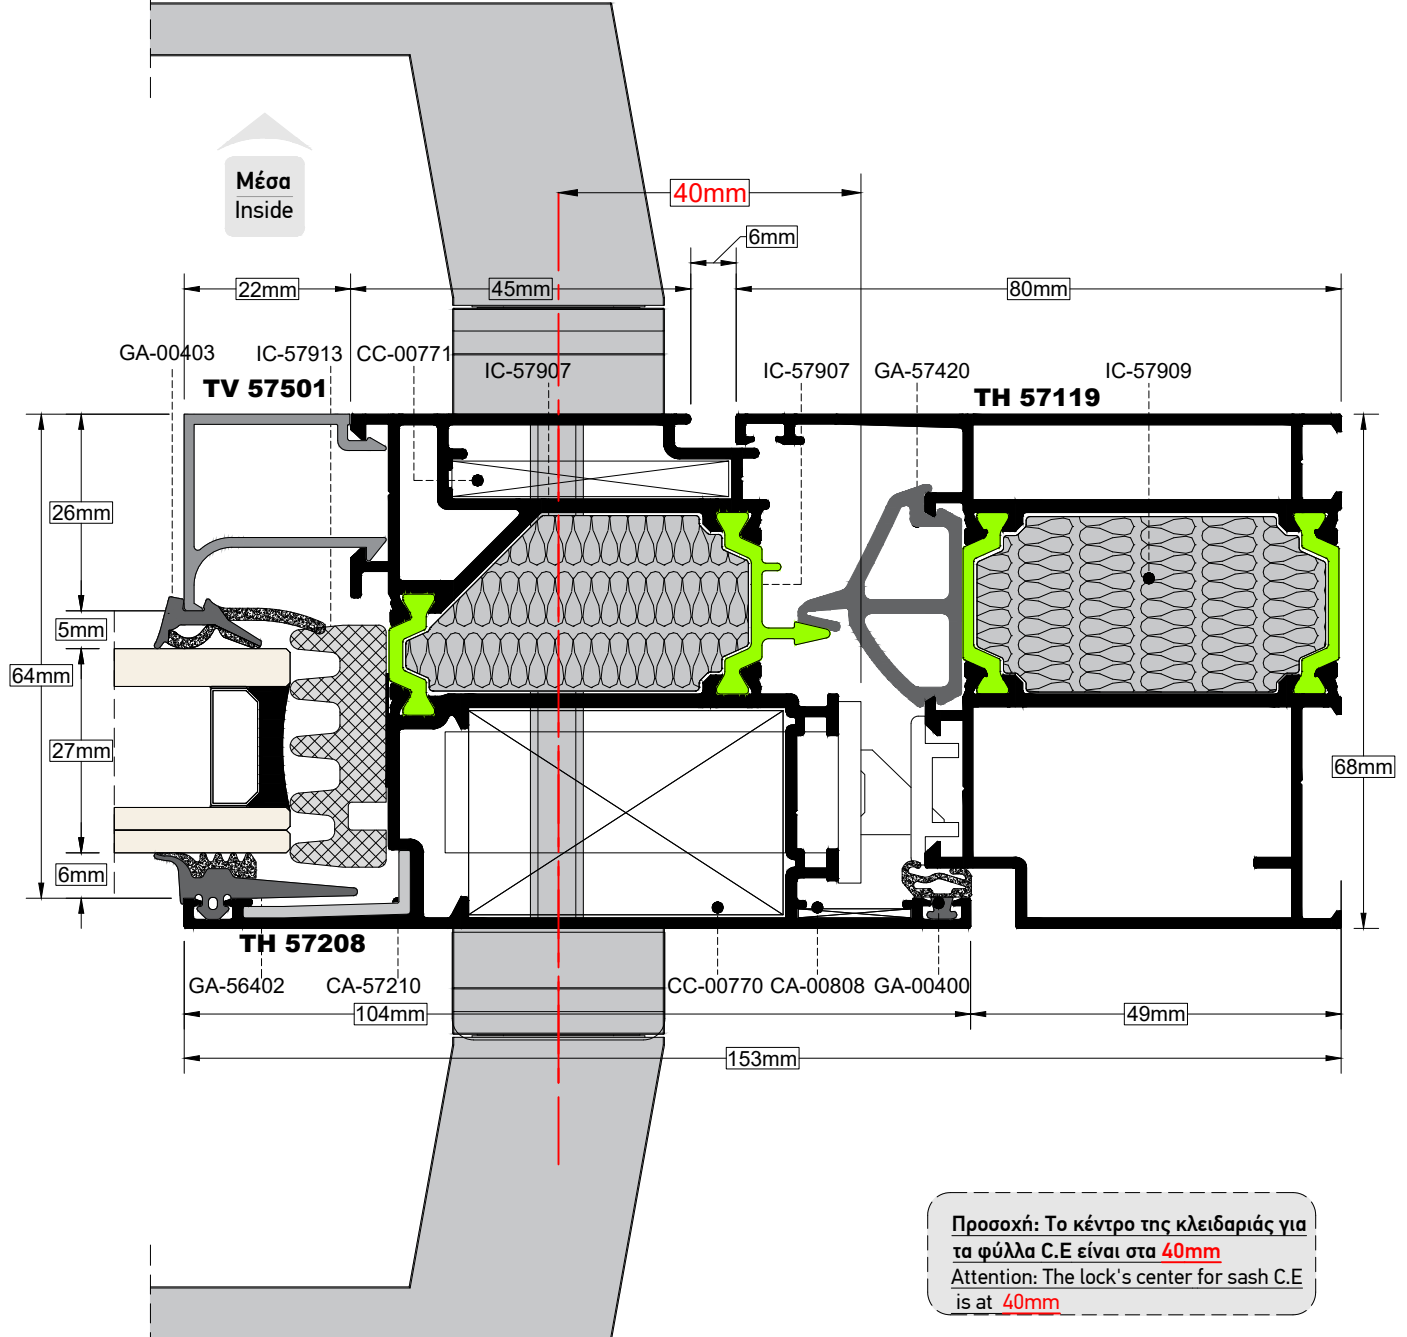 Μέσα
Inside
40mm
6mm
22mm
45mm
80mm
GA-00403
IC-57913
CC-00771
IC-57907
IC-57907
GA-57420
IC-57909
TV 57501
TH 57119
26mm
5mm
64mm
27mm
68mm
6mm
TH 57208
GA-56402
CA-57210
CC-00770
CA-00808
GA-00400
104mm
49mm
153mm
Προσοχή: Το κέντρο της κλειδαριάς για
τα φύλλα C.E είναι στα 40mm
Attention: The lock's center for sash C.E
is at 40mm